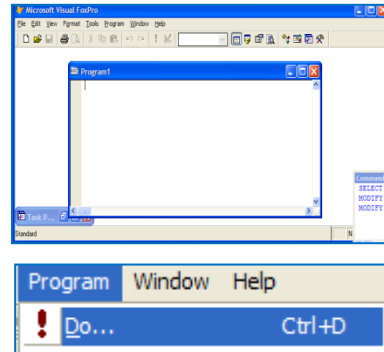 Microsoft Visual FoxPro
File Edit View Format Tools Program Window Help
Program1
Command
SELECT
MODIFY
MODIFY
Task P...
Standard
N
Program Window Help
Do... Ctrl+D